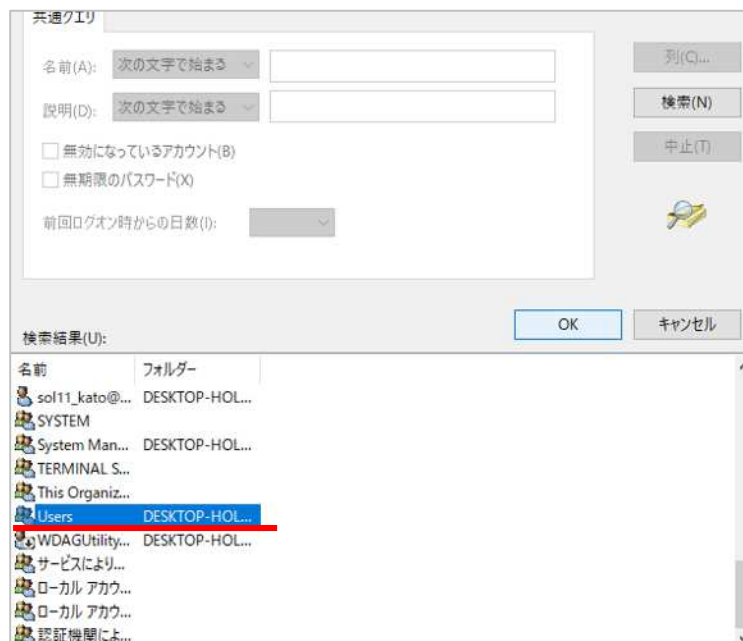 共通クエリ
名前(A): 次の文字で始まる
列(C)...
説明(D): 次の文字で始まる
検索(N)
無効になっているアカウント(B)
中止(T)
無期限のパスワード(X)
前回ログオン時からの日数(I):
検索結果(U):
OK キャンセル
名前 フォルダー
sol11_kato@... DESKTOP-HOL...
SYSTEM
System Man... DESKTOP-HOL...
TERMINAL S...
This Organiz...
Users DESKTOP-HOL...
WDAGUtility... DESKTOP-HOL...
サービスにより...
ローカル アカウ...
ローカル アカウ...
認証機関によ...